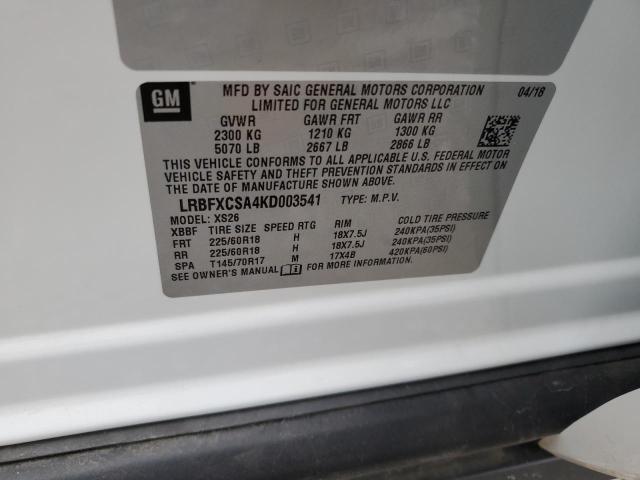 GM
MFD BY SAIC GENERAL MOTORS CORPORATION
LIMITED FOR GENERAL MOTORS LLC
04/18
GVWR GAWR FRT GAWR RR
2300 KG 1210 KG 1300 KG
5070 LB 2667 LB 2866 LB
THIS VEHICLE CONFORMS TO ALL APPLICABLE U.S. FEDERAL MOTOR
VEHICLE SAFETY AND THEFT PREVENTION STANDARDS IN EFFECT ON
DATE OF MANUFACTURE SHOWN ABOVE.
LRBFXCSA4KD003541 TYPE: M.P.V.
MODEL: XS26
XBBF TIRE SIZE SPEED RTG RIM COLD TIRE PRESSURE
FRT 225/60R18 H 18X7.5J 240KPA(35PSI)
RR 225/60R18 H 18X7.5J 240KPA(35PSI)
SPA T145/70R17 M 17X4B 420KPA(60PSI)
SEE OWNER'S MANUAL FOR MORE INFORMATION.